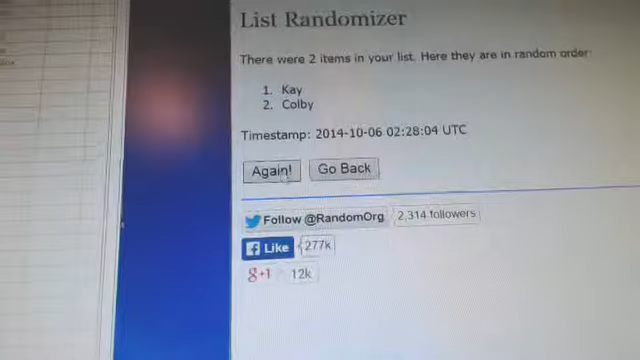 List Randomizer
There were 2 items in your list. Here they are in random order:
1. Kay
2. Colby
Timestamp: 2014-10-06 02:28:04 UTC
Again! Go Back
Follow @RandomOrg 2,314 followers
Like 277k
g+1 12k